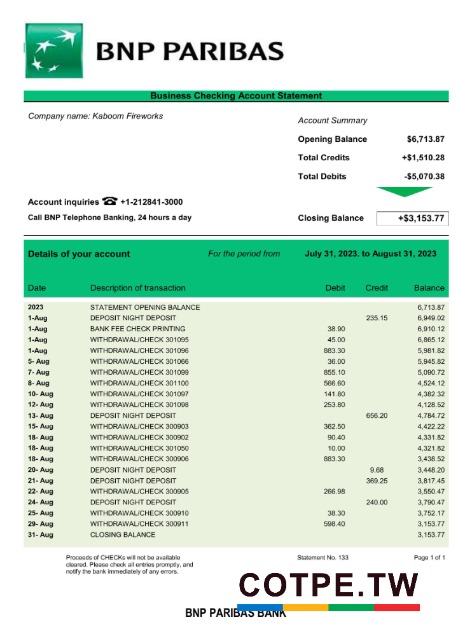 BNP PARIBAS
Business Checking Account Statement
Company name: Kaboom Fireworks
Account Summary
Opening Balance $6,713.87
Total Credits +$1,510.28
Total Debits -$5,070.38
Account inquiries ☎ +1-212841-3000
Call BNP Telephone Banking, 24 hours a day
Closing Balance +$3,153.77
Details of your account For the period from July 31, 2023. to August 31, 2023
Date Description of transaction Debit Credit Balance
2023 STATEMENT OPENING BALANCE 6,713.87
1-Aug DEPOSIT NIGHT DEPOSIT 235.15 6,949.02
1-Aug BANK FEE CHECK PRINTING 38.90 6,910.12
1-Aug WITHDRAWAL/CHECK 301095 45.00 6,865.12
1-Aug WITHDRAWAL/CHECK 301096 883.30 5,981.82
5- Aug WITHDRAWAL/CHECK 301066 36.00 5,945.82
7- Aug WITHDRAWAL/CHECK 301099 855.10 5,090.72
8- Aug WITHDRAWAL/CHECK 301100 566.60 4,524.12
10- Aug WITHDRAWAL/CHECK 301097 141.80 4,382.32
12- Aug WITHDRAWAL/CHECK 301098 253.80 4,128.52
13- Aug DEPOSIT NIGHT DEPOSIT 656.20 4,784.72
15- Aug WITHDRAWAL/CHECK 300903 362.50 4,422.22
18- Aug WITHDRAWAL/CHECK 300902 90.40 4,331.82
18- Aug WITHDRAWAL/CHECK 301050 10.00 4,321.82
18- Aug WITHDRAWAL/CHECK 300906 883.30 3,438.52
20- Aug DEPOSIT NIGHT DEPOSIT 9.68 3,448.20
21- Aug DEPOSIT NIGHT DEPOSIT 369.25 3,817.45
22- Aug WITHDRAWAL/CHECK 300905 266.98 3,550.47
24- Aug DEPOSIT NIGHT DEPOSIT 240.00 3,790.47
25- Aug WITHDRAWAL/CHECK 300910 38.30 3,752.17
29- Aug WITHDRAWAL/CHECK 300911 598.40 3,153.77
31- Aug CLOSING BALANCE 3,153.77
Proceeds of CHECKs will not be available Statement No. 133 Page 1 of 1
cleared. Please check all entries promptly, and
notify the bank immediately of any errors.
COTPE.TW
BNP PARIBAS BANK